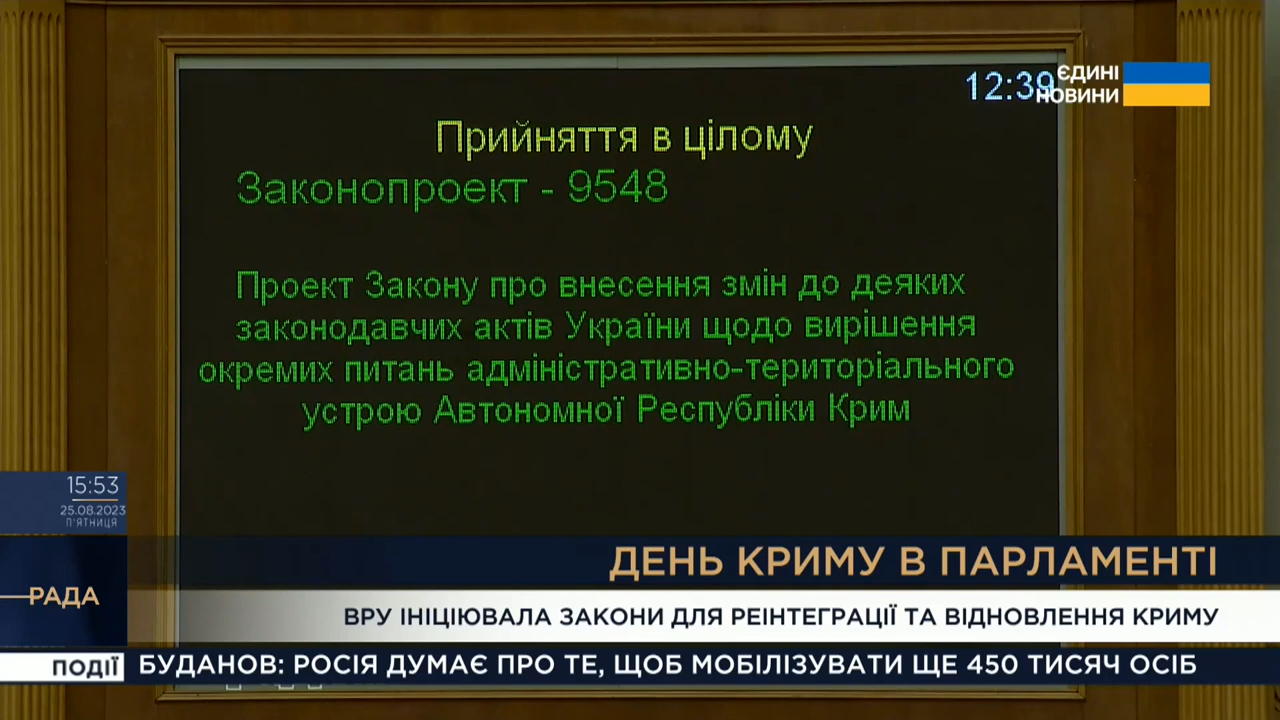 12:39
ЄДИНІ
НОВИНИ
Прийняття в цілому
Законопроект - 9548
Проект Закону про внесення змін до деяких
законодавчих актів України щодо вирішення
окремих питань адміністративно-територіального
устрою Автономної Республіки Крим
15:53
25.08.2023
П'ЯТНИЦЯ
РАДА
ДЕНЬ КРИМУ В ПАРЛАМЕНТІ
ВРУ ІНІЦІЮВАЛА ЗАКОНИ ДЛЯ РЕІНТЕГРАЦІЇ ТА ВІДНОВЛЕННЯ КРИМУ
ПОДІЇ БУДАНОВ: РОСІЯ ДУМАЄ ПРО ТЕ, ЩОБ МОБІЛІЗУВАТИ ЩЕ 450 ТИСЯЧ ОСІБ